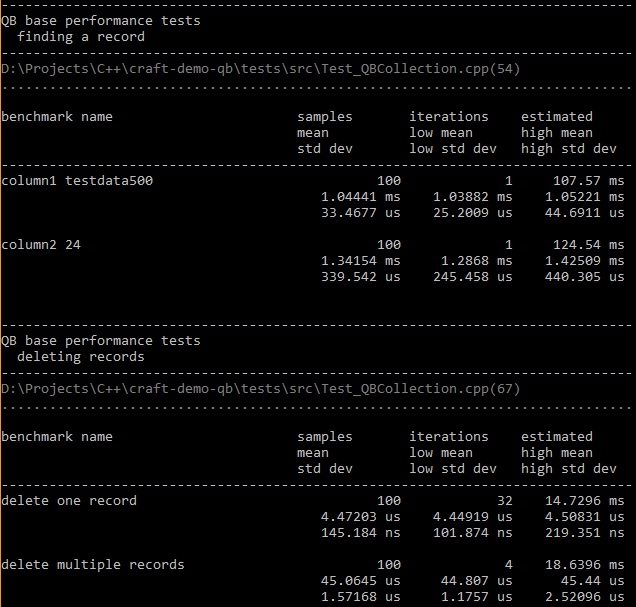 QB base performance tests
finding a record
D:\Projects\C++\craft-demo-qb\tests\src\Test_QBCollection.cpp(54)
benchmark name samples iterations estimated
mean low mean high mean
std dev low std dev high std dev
column1 testdata500 100 1 107.57 ms
1.04441 ms 1.03882 ms 1.05221 ms
33.4677 us 25.2009 us 44.6911 us
column2 24 100 1 124.54 ms
1.34154 ms 1.2868 ms 1.42509 ms
339.542 us 245.458 us 440.305 us
QB base performance tests
deleting records
D:\Projects\C++\craft-demo-qb\tests\src\Test_QBCollection.cpp(67)
benchmark name samples iterations estimated
mean low mean high mean
std dev low std dev high std dev
delete one record 100 32 14.7296 ms
4.47203 us 4.44919 us 4.50831 us
145.184 ns 101.874 ns 219.351 ns
delete multiple records 100 4 18.6396 ms
45.0645 us 44.807 us 45.44 us
1.57168 us 1.1757 us 2.52096 us